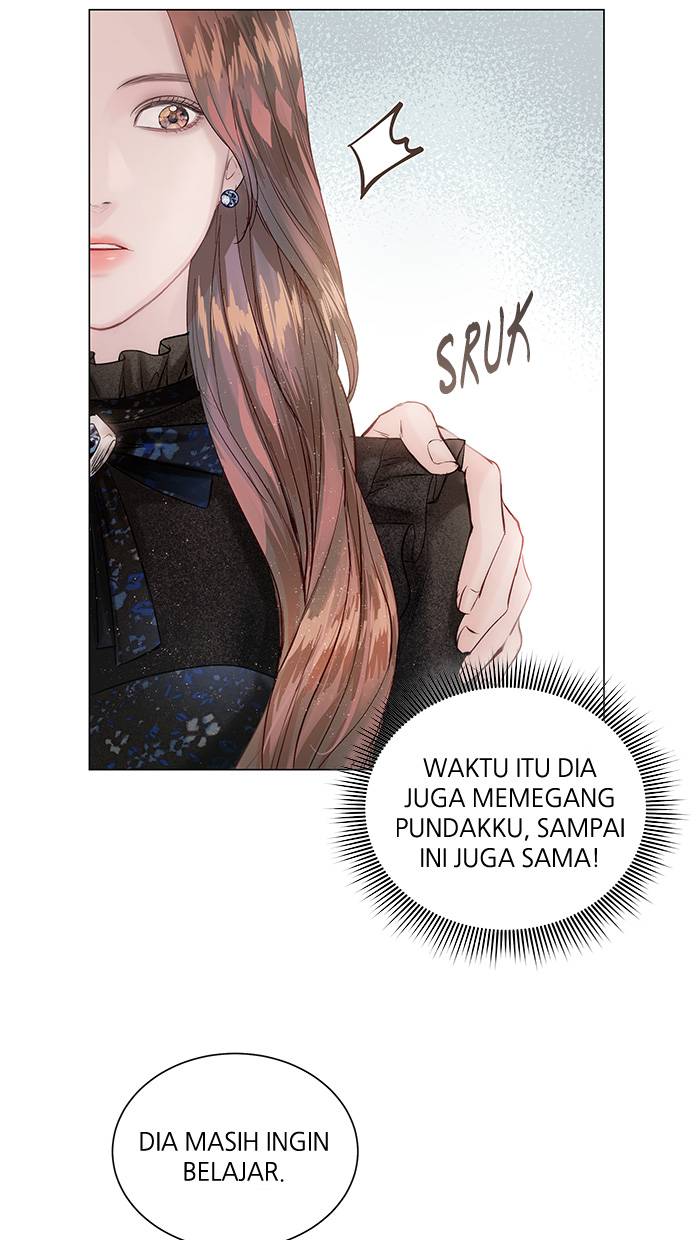 SRUK
WAKTU ITU DIA
JUGA MEMEGANG
PUNDAKKU, SAMPAI
INI JUGA SAMA!
DIA MASIH INGIN
BELAJAR.